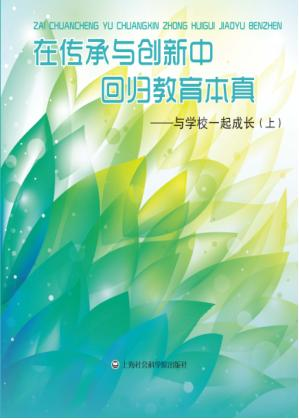 ZAI CHUANCHENG YU CHUANGXIN ZHONG HUIGUI JIAOYU BENZHEN
在传承与创新中
回归教育本真
——与学校一起成长（上）
上海社会科学院出版社